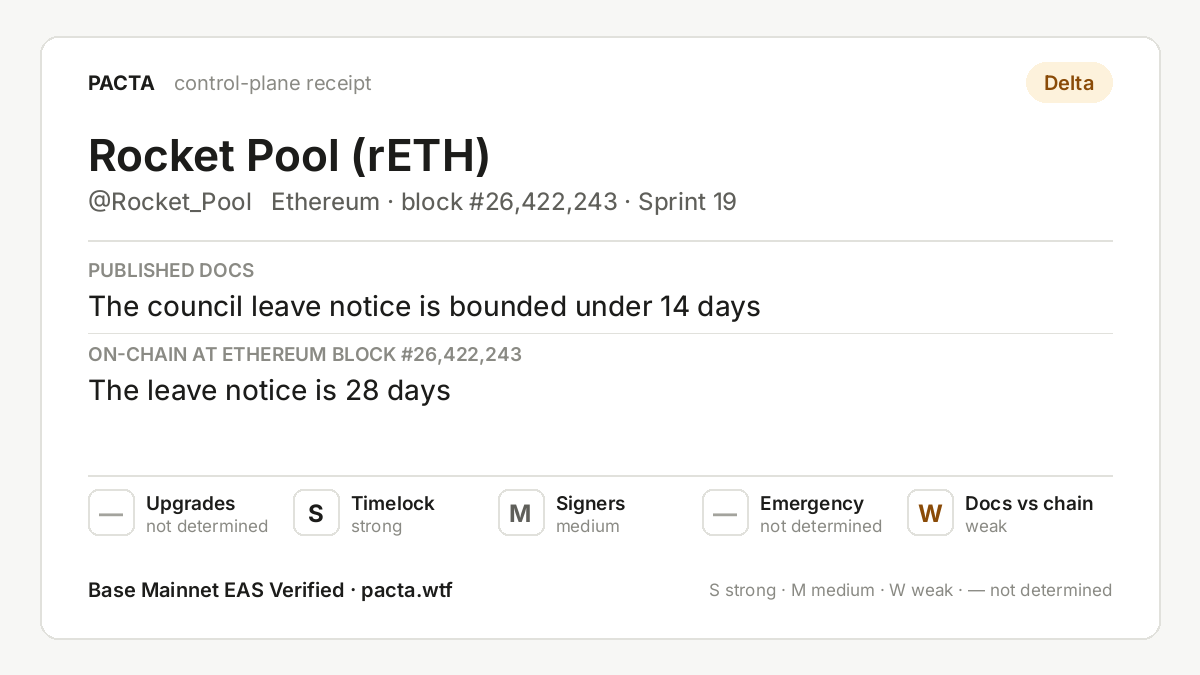 PACTA control-plane receipt Delta
Rocket Pool (rETH)
@Rocket_Pool Ethereum · block #26,422,243 · Sprint 19
PUBLISHED DOCS
The council leave notice is bounded under 14 days
ON-CHAIN AT ETHEREUM BLOCK #26,422,243
The leave notice is 28 days
— Upgrades S Timelock M Signers — Emergency W Docs vs chain
not determined strong medium not determined weak
Base Mainnet EAS Verified · pacta.wtf S strong · M medium · W weak · — not determined